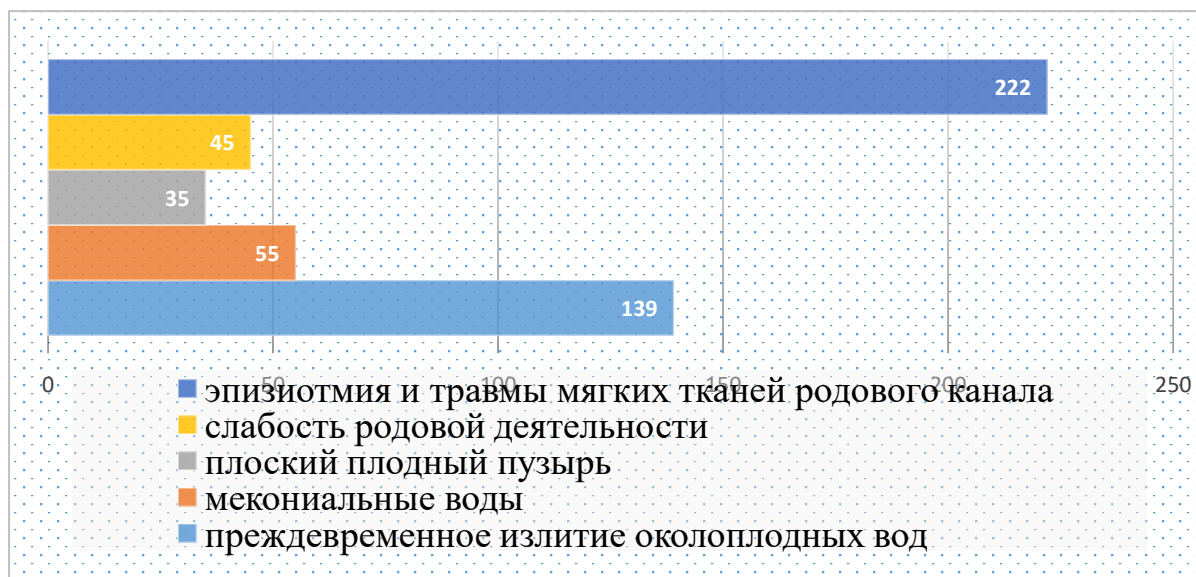 222
45
35
55
139
0 50 100 150 200 250
эпизиотмия и травмы мягких тканей родового канала
слабость родовой деятельности
плоский плодный пузырь
мекониальные воды
преждевременное излитие околоплодных вод